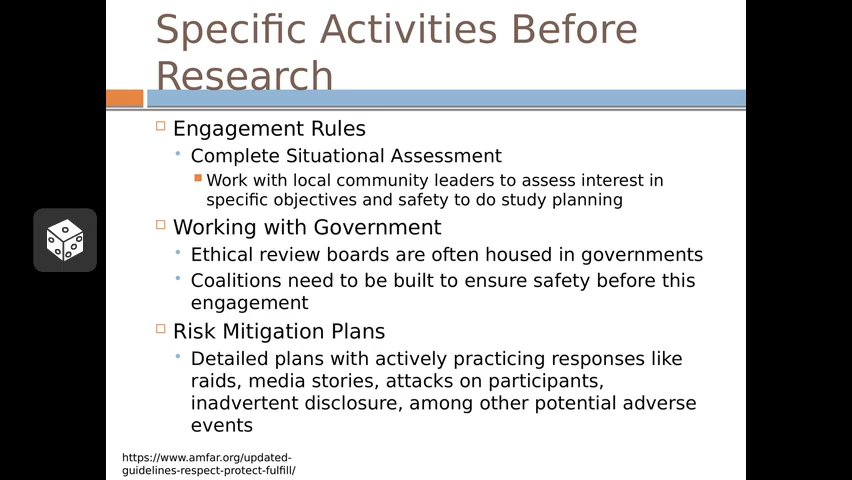 Specific Activities Before
Research
Engagement Rules
Complete Situational Assessment
Work with local community leaders to assess interest in
specific objectives and safety to do study planning
Working with Government
Ethical review boards are often housed in governments
Coalitions need to be built to ensure safety before this
engagement
Risk Mitigation Plans
Detailed plans with actively practicing responses like
raids, media stories, attacks on participants,
inadvertent disclosure, among other potential adverse
events
https://www.amfar.org/updated-
guidelines-respect-protect-fulfill/